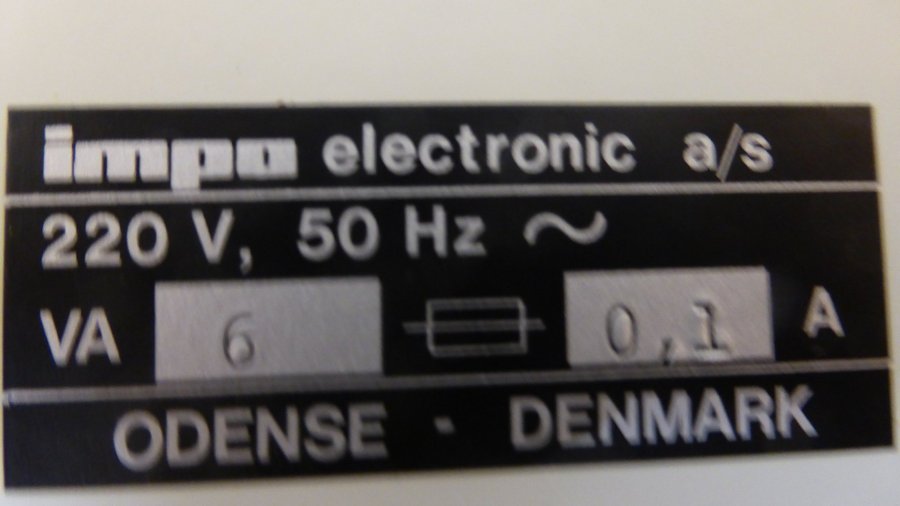 impo electronic a/s
220 V, 50 Hz ~
VA 6 0,1 A
ODENSE - DENMARK